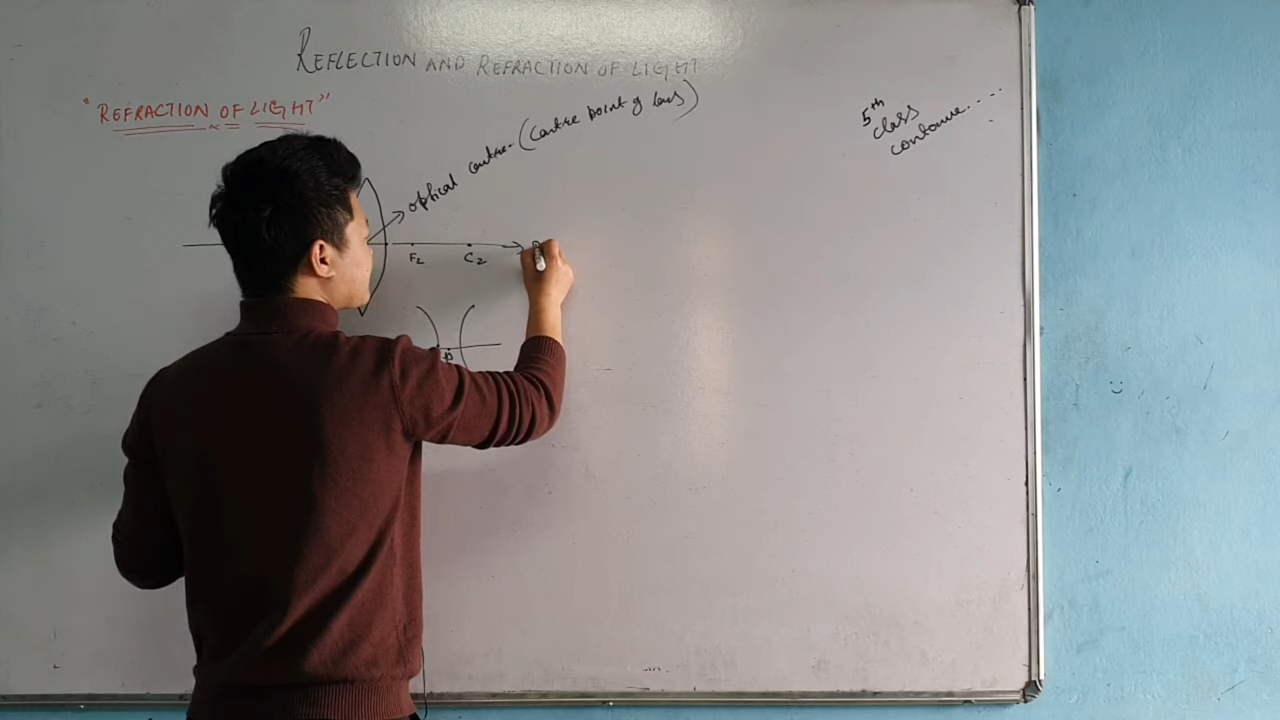 REFLECTION AND REFRACTION OF LIGHT
"REFRACTION OF LIGHT"
5th
class
continue....
optical centre. (Centre point of lens)
F2 C2
P